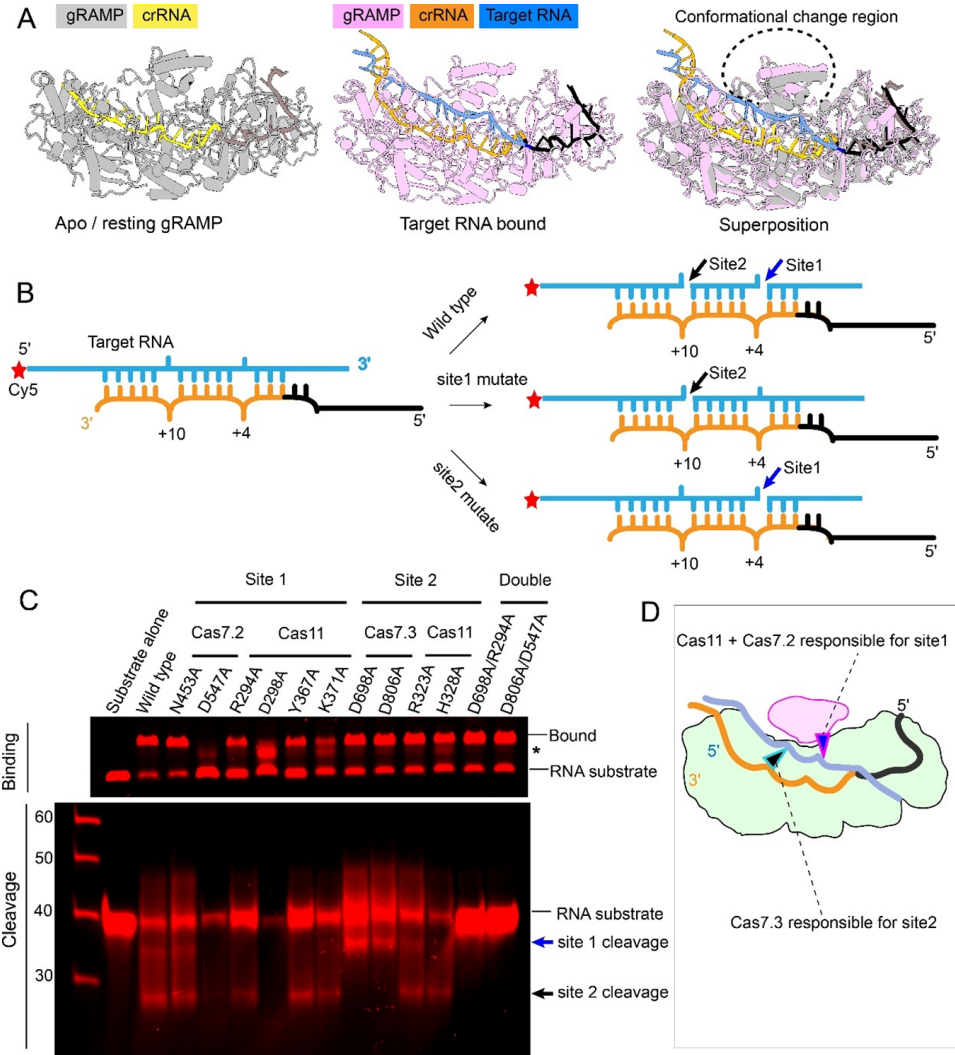 A
gRAMP crRNA
gRAMP crRNA Target RNA
Conformational change region
Apo / resting gRAMP
Target RNA bound
Superposition
B
5'
Target RNA
3'
Cy5
3'
+10
+4
5'
Wild type
site1 mutate
site2 mutate
Site2
Site1
+10
+4
5'
Site2
+10
+4
5'
Site1
+10
+4
5'
C
Site 1
Site 2
Double
Cas7.2
Cas11
Cas7.3
Cas11
Substrate alone
Wild type
N453A
D547A
R294A
D298A
Y367A
K371A
D698A
D806A
R323A
H328A
D698A/R294A
D806A/D547A
Binding
Bound
*
RNA substrate
Cleavage
60
50
40
30
RNA substrate
site 1 cleavage
site 2 cleavage
D
Cas11 + Cas7.2 responsible for site1
5'
5'
3'
Cas7.3 responsible for site2